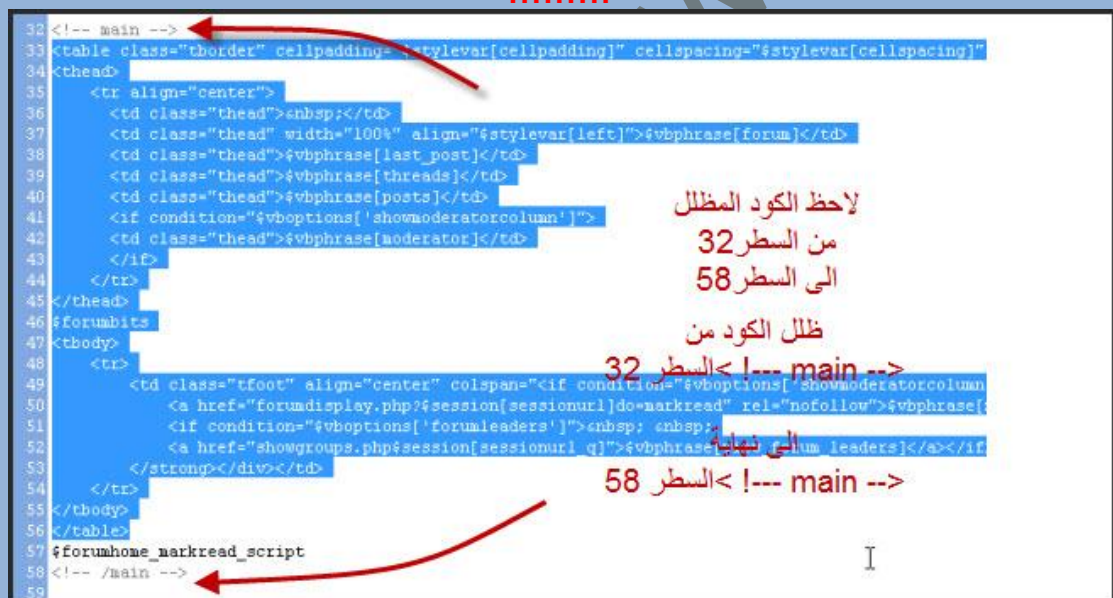 32 <!-- main -->
33 <table class="tborder" cellpadding="$stylevar[cellpadding]" cellspacing="$stylevar[cellspacing]"
34 <thead>
35 <tr align="center">
36 <td class="thead">&nbsp;</td>
37 <td class="thead" width="100%" align="$stylevar[left]">$vbphrase[forum]</td>
38 <td class="thead">$vbphrase[last_post]</td>
39 <td class="thead">$vbphrase[threads]</td>
40 <td class="thead">$vbphrase[posts]</td>
41 <if condition="$vboptions['showmoderatorcolumn']">
42 <td class="thead">$vbphrase[moderator]</td>
43 </if>
44 </tr>
45 </thead>
46 $forumbits
47 <tbody>
48 <tr>
49 <td class="tfoot" align="center" colspan="<if condition="$vboptions['showmoderatorcolumn
50 <a href="forumdisplay.php?$session[sessionurl]do=markread" rel="nofollow">$vbphrase[
51 <if condition="$vboptions['forumleaders']">&nbsp; &nbsp;
52 <a href="showgroups.php$session[sessionurl_q]">$vbphrase[ forum_leaders]</a></if
53 </strong></div></td>
54 </tr>
55 </tbody>
56 </table>
57 $forumhome_markread_script
58 <!-- /main -->
59
لاحظ الكود المظلل
من السطر32
الى السطر58
ظلل الكود من
السطر 32 <!--- main -->
الى نهاية
السطر 58 <!--- main -->